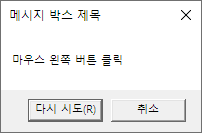 메시지 박스 제목
마우스 왼쪽 버튼 클릭
다시 시도(R)
취소